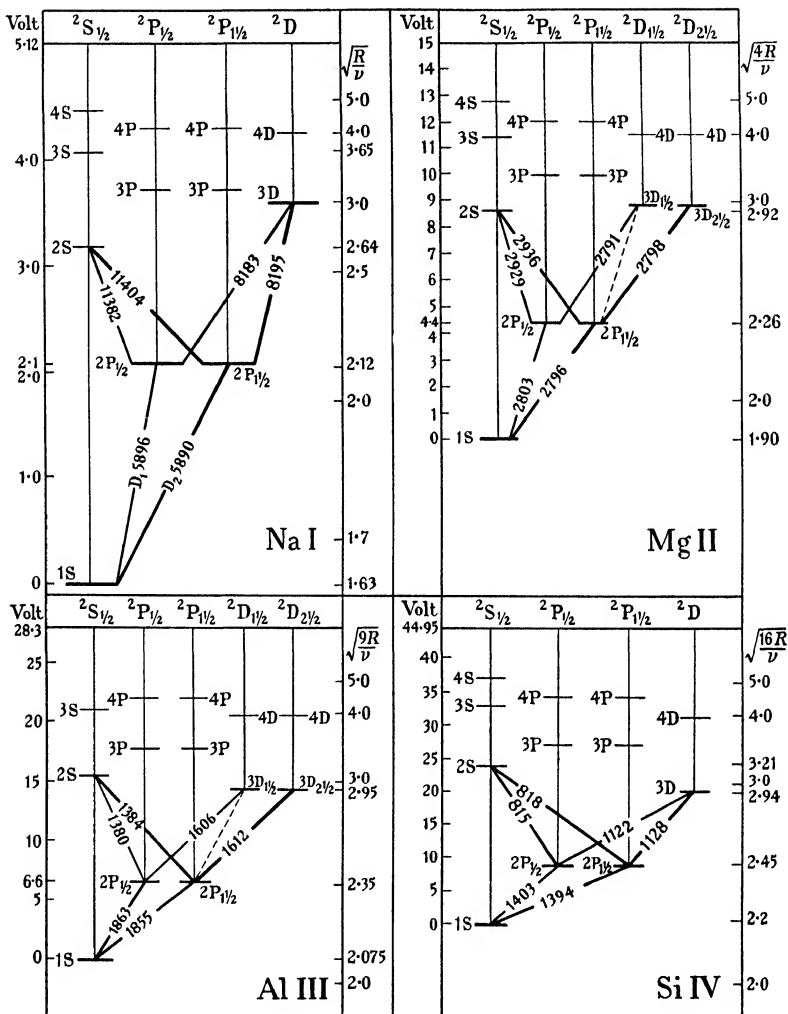 Volt ²S½ ²P½ ²P1½ ²D
5·12
√R/ν
5·0
4S
4P 4P 4D
4·0
4·0
3S
3·65
3P 3P 3D
3·0
2S
2·64
3·0
2·5
11404
11382
8183
8195
2·1
2P½
2P1½
2·12
2·0
2·0
D₁ 5896
D₂ 5890
1·0
Na I
1·7
1S
0
1·63
Volt ²S½ ²P½ ²P1½ ²D1½ ²D2½
15
√4R/ν
14
13
4S
5·0
12
4P 4P 4D 4D
4·0
3S
11
10
3P 3P
9
3D1½
3·0
2S
3D2½
2·92
8
2936
2929
2791
2798
7
6
5
4·4
2P½
2P1½
2·26
4
3
2803
2796
2
2·0
1
0
1S
1·90
Mg II
Volt ²S½ ²P½ ²P1½ ²D1½ ²D2½
28·3
√9R/ν
25
5·0
4P 4P
3S
4D 4D
4·0
20
3P 3P
2S
3D1½ 3D2½
3·0
15
2·95
1384
1380
1606
1612
10
6·6
2P½
2P1½
2·35
5
1863
1855
0
1S
2·075
2·0
Al III
Volt ²S½ ²P½ ²P1½ ²D
44·95
√16R/ν
40
4S
5·0
35
4P 4P
3S
4D
4·0
30
3P 3P
25
2S
3·21
3D
3·0
20
2·94
818
815
1122
1128
15
10
2P½
2P1½
2·45
5
1403
1394
0
1S
2·2
2·0
Si IV